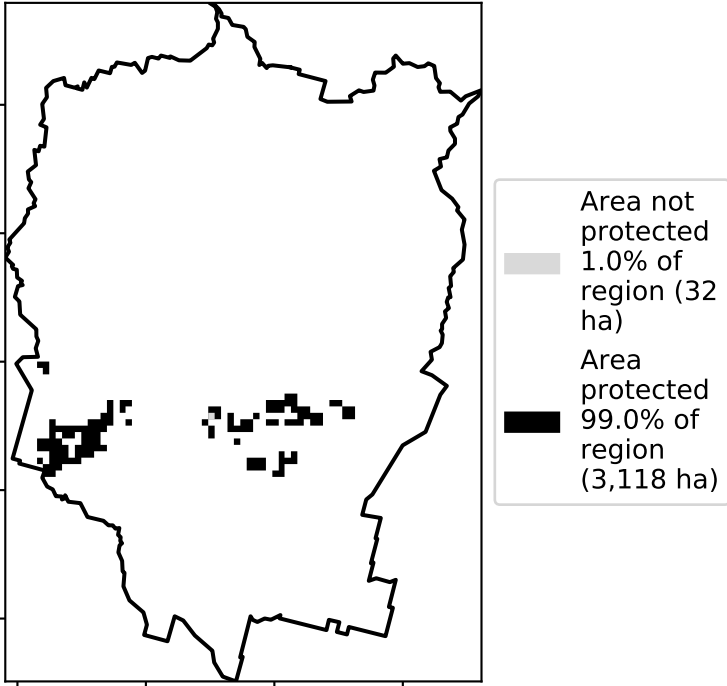 Area not
protected
1.0% of
region (32
ha)
Area
protected
99.0% of
region
(3,118 ha)